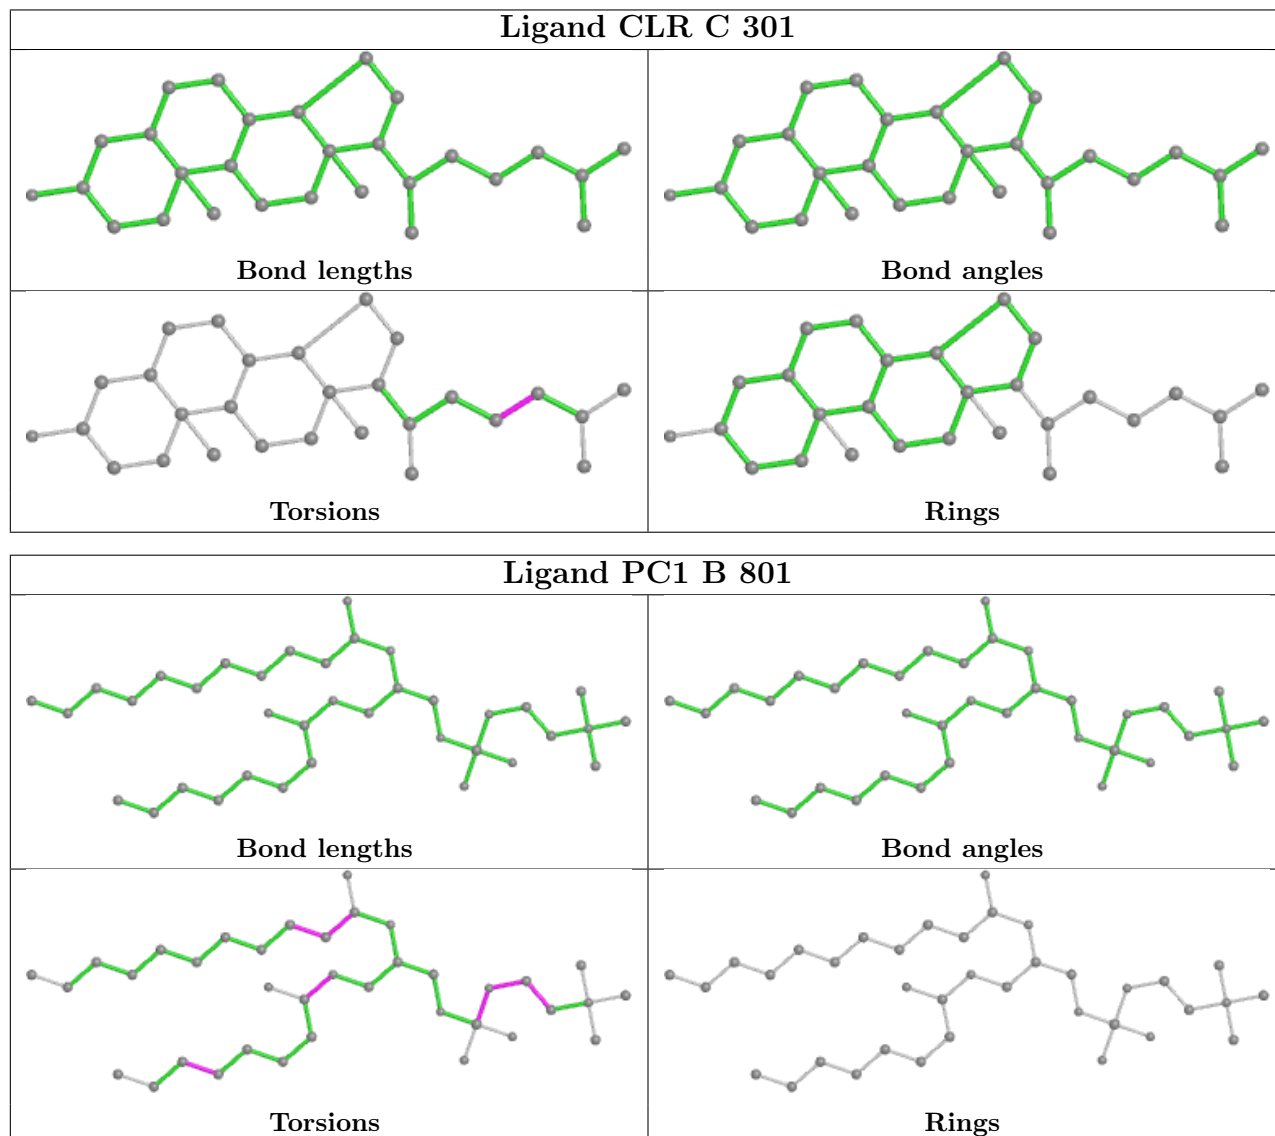 Ligand CLR C 301
Bond lengths
Bond angles
Torsions
Rings
Ligand PC1 B 801
Bond lengths
Bond angles
Torsions
Rings